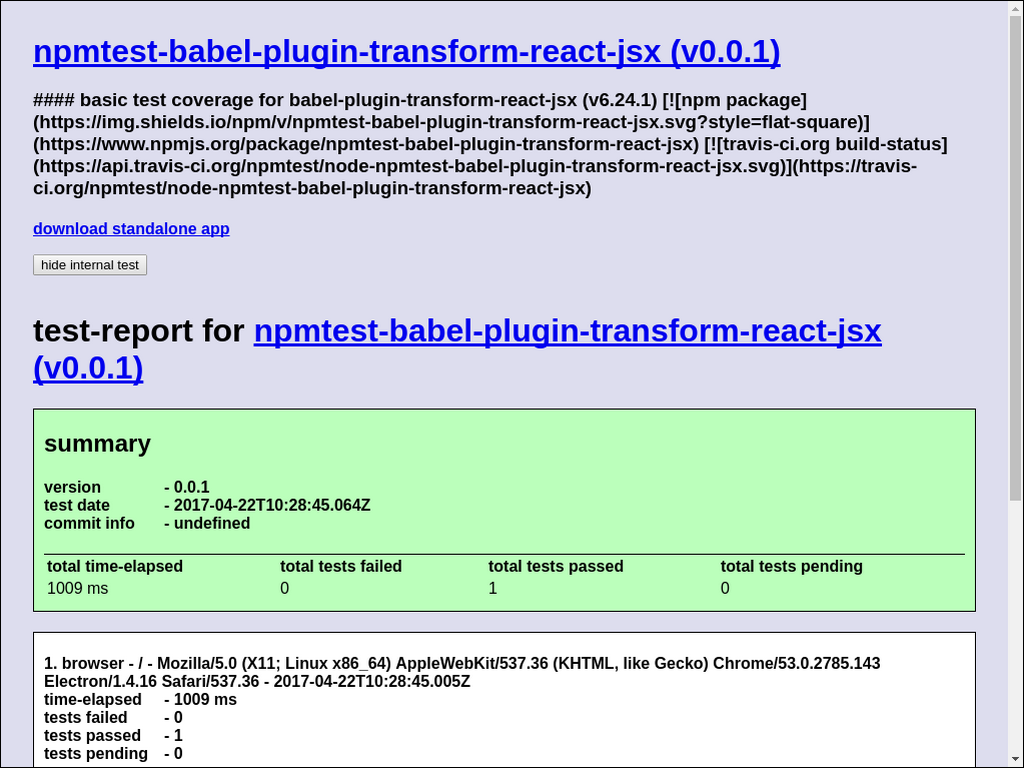 npmtest-babel-plugin-transform-react-jsx (v0.0.1)
#### basic test coverage for babel-plugin-transform-react-jsx (v6.24.1) [![npm package]
(https://img.shields.io/npm/v/npmtest-babel-plugin-transform-react-jsx.svg?style=flat-square)]
(https://www.npmjs.org/package/npmtest-babel-plugin-transform-react-jsx) [![travis-ci.org build-status]
(https://api.travis-ci.org/npmtest/node-npmtest-babel-plugin-transform-react-jsx.svg)](https://travis-
ci.org/npmtest/node-npmtest-babel-plugin-transform-react-jsx)
download standalone app
hide internal test
test-report for npmtest-babel-plugin-transform-react-jsx
(v0.0.1)
summary
version - 0.0.1
test date - 2017-04-22T10:28:45.064Z
commit info - undefined
total time-elapsed total tests failed total tests passed total tests pending
1009 ms 0 1 0
1. browser - / - Mozilla/5.0 (X11; Linux x86_64) AppleWebKit/537.36 (KHTML, like Gecko) Chrome/53.0.2785.143
Electron/1.4.16 Safari/537.36 - 2017-04-22T10:28:45.005Z
time-elapsed - 1009 ms
tests failed - 0
tests passed - 1
tests pending - 0